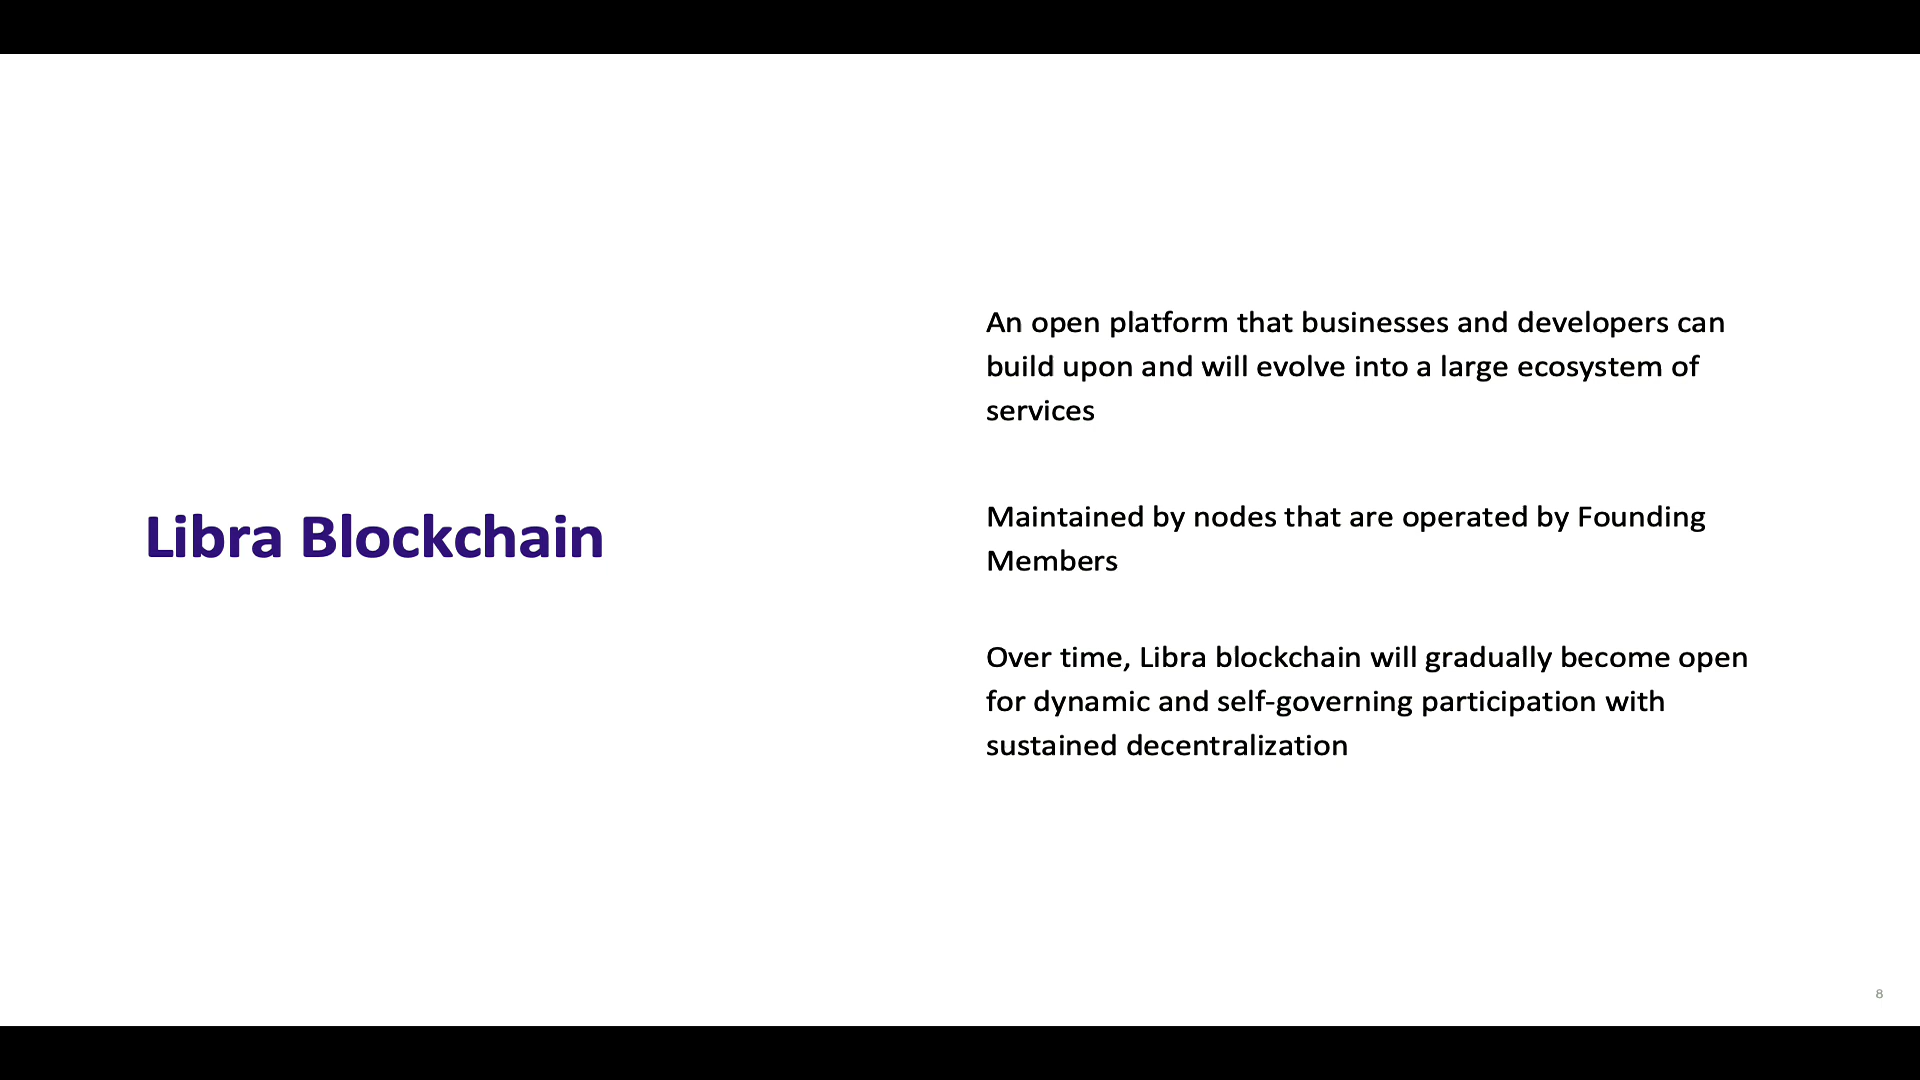 Libra Blockchain
An open platform that businesses and developers can
build upon and will evolve into a large ecosystem of
services
Maintained by nodes that are operated by Founding
Members
Over time, Libra blockchain will gradually become open
for dynamic and self-governing participation with
sustained decentralization
8